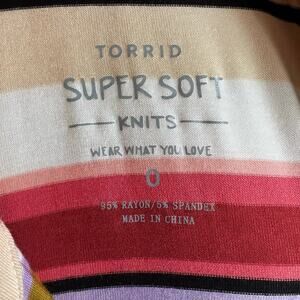 TORRID
SUPER SOFT
KNITS
WEAR WHAT YOU LOVE
0
95% RAYON/5% SPANDEX
MADE IN CHINA